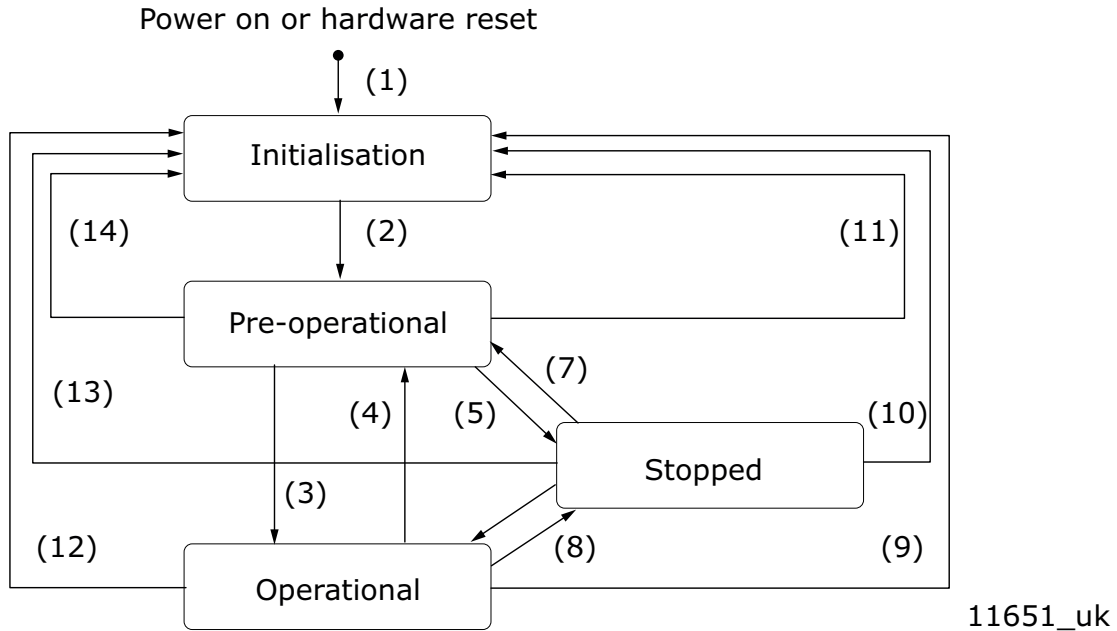 Power on or hardware reset
(1)
Initialisation
(14)
(2)
(11)
Pre-operational
(13)
(4)
(5)
(7)
(10)
Stopped
(3)
(12)
(8)
(9)
Operational
11651_uk